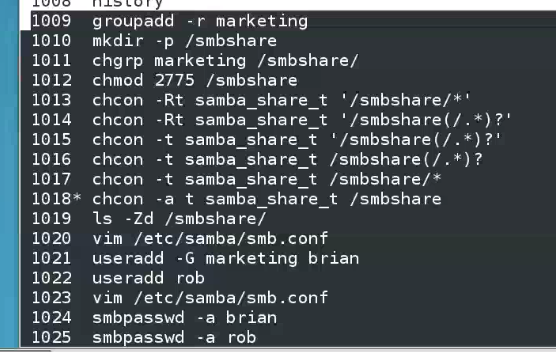 1008  history
1009  groupadd -r marketing
1010  mkdir -p /smbshare
1011  chgrp marketing /smbshare/
1012  chmod 2775 /smbshare
1013  chcon -Rt samba_share_t '/smbshare/*'
1014  chcon -Rt samba_share_t '/smbshare(/.*)?'
1015  chcon -t samba_share_t '/smbshare(/.*)?'
1016  chcon -t samba_share_t /smbshare(/.*)?
1017  chcon -t samba_share_t /smbshare/*
1018* chcon -a t samba_share_t /smbshare
1019  ls -Zd /smbshare/
1020  vim /etc/samba/smb.conf
1021  useradd -G marketing brian
1022  useradd rob
1023  vim /etc/samba/smb.conf
1024  smbpasswd -a brian
1025  smbpasswd -a rob